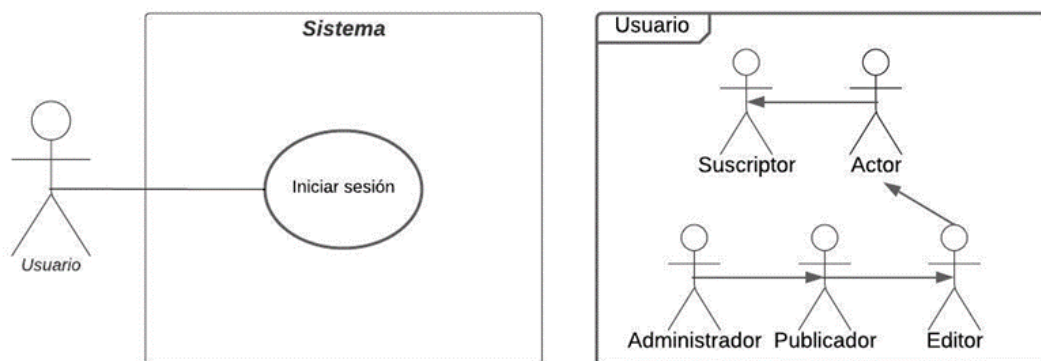 Sistema
Iniciar sesión
Usuario
Usuario
Suscriptor
Actor
Administrador
Publicador
Editor